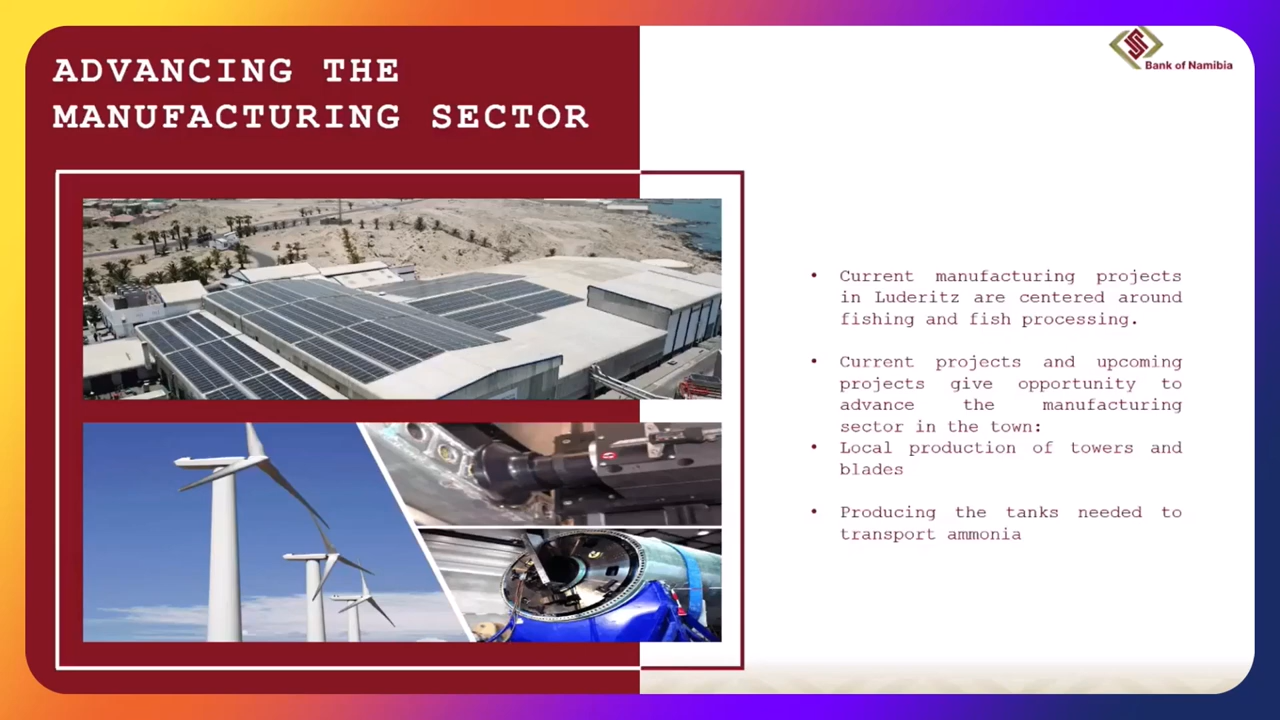 ADVANCING THE
MANUFACTURING SECTOR
Bank of Namibia
• Current manufacturing projects
in Luderitz are centered around
fishing and fish processing.
• Current projects and upcoming
projects give opportunity to
advance the manufacturing
sector in the town:
• Local production of towers and
blades
• Producing the tanks needed to
transport ammonia